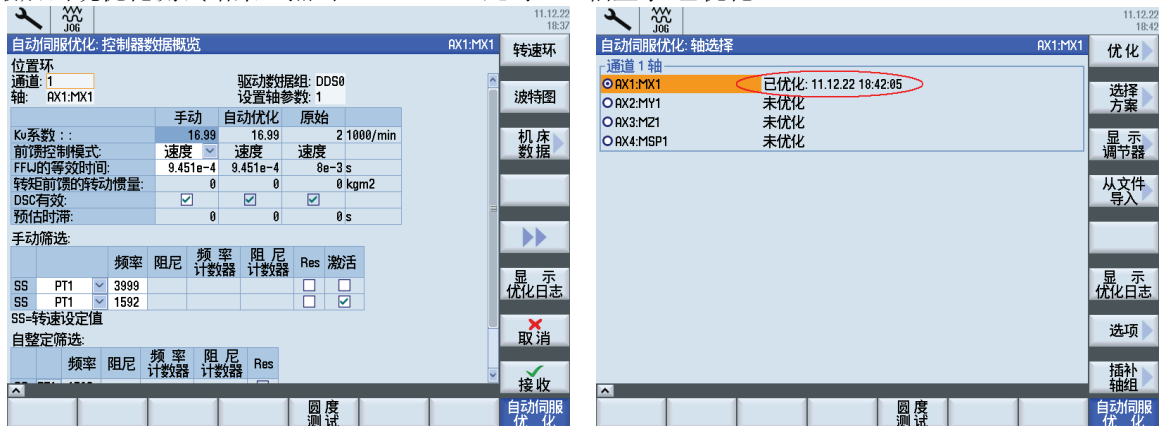 JOG
11.12.22
18:37
自动伺服优化: 控制器数据概览 AX1:MX1
位置环
通道: 1 驱动数据组: DDS0
轴: AX1:MX1 设置轴参数: 1
手动 自动优化 原始
Kv系数:: 16.99 16.99 2 1000/min
前馈控制模式: 速度 速度 速度
FFW的等效时间: 9.451e-4 9.451e-4 8e-3 s
转矩前馈的转动惯量: 0 0 0 kgm2
DSC有效:
预估时滞: 0 0 0 s
手动筛选:
频率 阻尼 频率计数器 阻尼计数器 Res 激活
SS PT1 3999
SS PT1 1592
SS=转速设定值
自整定筛选:
频率 阻尼 频率计数器 阻尼计数器 Res
转速环
波特图
机床数据
显示优化日志
取消
接收
圆度测试
自动伺服优化
JOG
11.12.22
18:42
自动伺服优化: 轴选择 AX1:MX1
通道 1 轴
AX1:MX1 已优化: 11.12.22 18:42:05
AX2:MY1 未优化
AX3:MZ1 未优化
AX4:MSP1 未优化
优化
选择方案
显示调节器
从文件导入
显示优化日志
选项
插补轴组
圆度测试
自动伺服优化